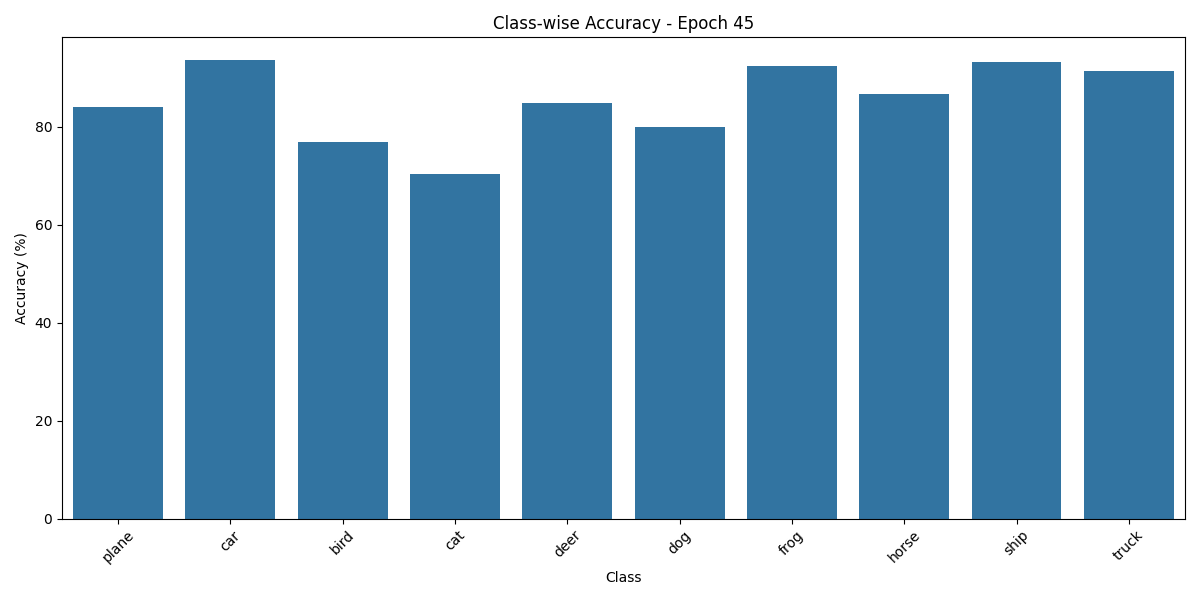 Class-wise Accuracy - Epoch 45
Accuracy (%)
80
60
40
20
0
plane
car
bird
cat
deer
dog
frog
horse
ship
truck
Class